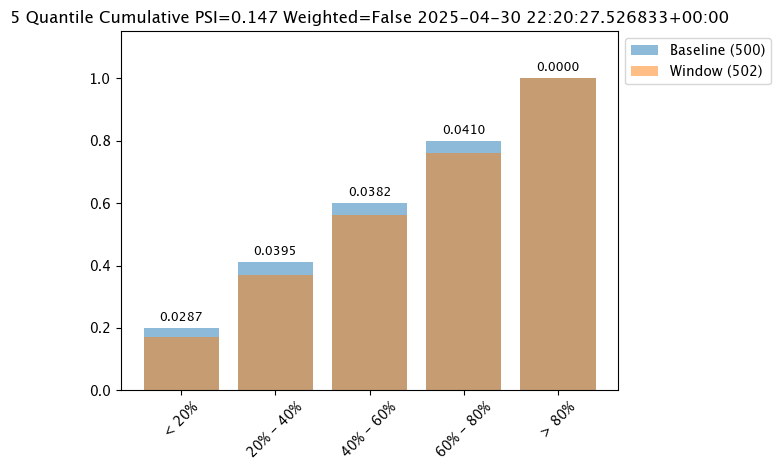 5 Quantile Cumulative PSI=0.147 Weighted=False 2025-04-30 22:20:27.526833+00:00
Baseline (500)
Window (502)
0.0000
0.0410
0.0382
0.0395
0.0287
1.0
0.8
0.6
0.4
0.2
0.0
< 20%
20% - 40%
40% - 60%
60% - 80%
> 80%